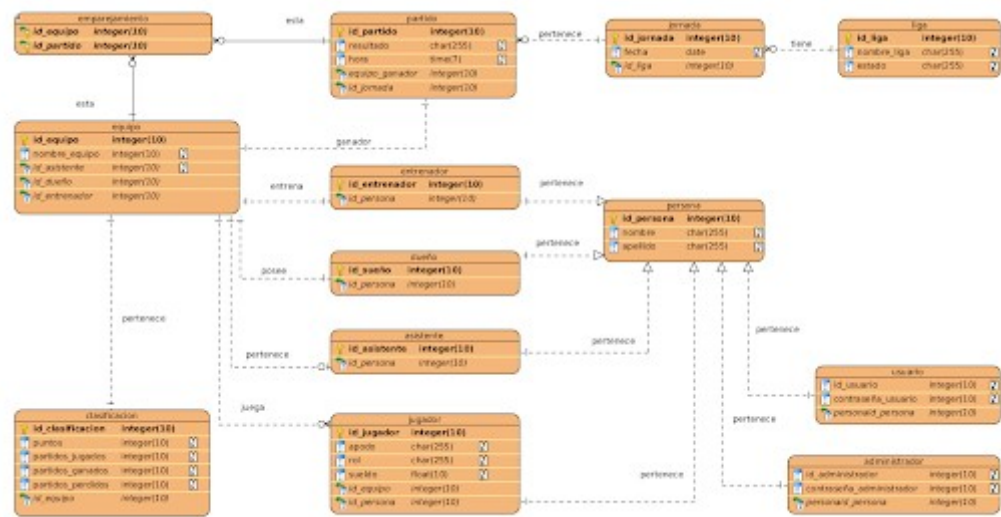 emparejamiento
id_equipo integer(10)
id_partido integer(10)
esta
partido
id_partido integer(10)
resultado char(255) N
hora time(7) N
equipo_ganador integer(10)
id_jornada integer(10)
pertenece
jornada
id_jornada integer(10)
fecha date N
id_liga integer(10)
tiene
liga
id_liga integer(10)
nombre_liga char(255) N
estado char(255) N
esta
equipo
id_equipo integer(10)
nombre_equipo integer(10) N
id_asistente integer(10) N
id_dueño integer(10)
id_entrenador integer(10)
ganador
entrena
entrenador
id_entrenador integer(10)
id_persona integer(10)
pertenece
persona
id_persona integer(10)
nombre char(255) N
apellido char(255) N
posee
dueño
id_sueño integer(10)
id_persona integer(10)
pertenece
pertenece
pertenece
asistente
id_asistente integer(10)
id_persona integer(10)
pertenece
pertenece
usuario
id_usuario integer(10) N
contraseña_usuario integer(10) N
personaid_persona integer(10)
clasificacion
id_clasificacion integer(10)
puntos integer(10) N
partidos_jugados integer(10) N
partidos_ganados integer(10) N
partidos_perdidos integer(10) N
id_equipo integer(10)
juega
jugador
id_jugador integer(10)
apodo char(255) N
rol char(255) N
sueldo float(10) N
id_equipo integer(10)
id_persona integer(10)
pertenece
pertenece
administrador
id_administrador integer(10) N
contraseña_administrador integer(10) N
personaid_persona integer(10)